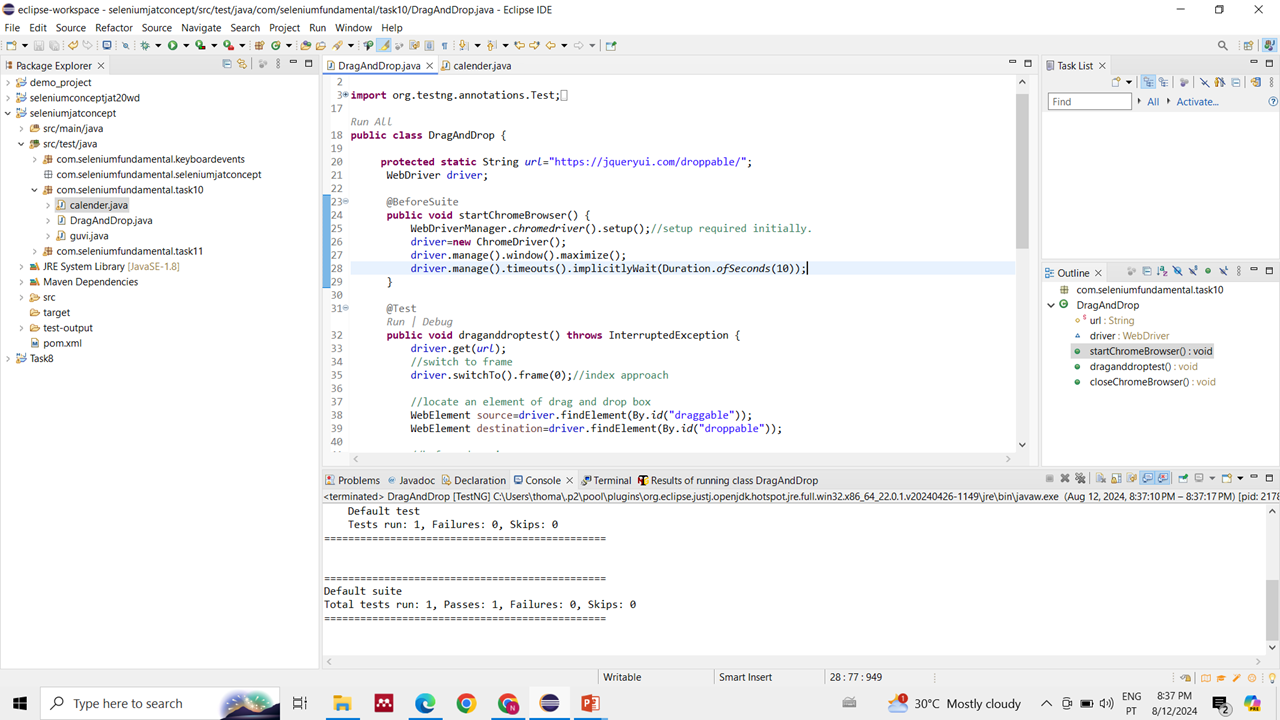 eclipse-workspace - seleniumjatconcept/src/test/java/com/seleniumfundamental/task10/DragAndDrop.java - Eclipse IDE
File Edit Source Refactor Source Navigate Search Project Run Window Help
Package Explorer
demo_project
seleniumconceptjat20wd
seleniumjatconcept
src/main/java
src/test/java
com.seleniumfundamental.keyboardevents
com.seleniumfundamental.seleniumjatconcept
com.seleniumfundamental.task10
calender.java
DragAndDrop.java
guvi.java
com.seleniumfundamental.task11
JRE System Library [JavaSE-1.8]
Maven Dependencies
src
target
test-output
pom.xml
Task8
DragAndDrop.java calender.java
2
3 import org.testng.annotations.Test;
17
Run All
18 public class DragAndDrop {
19
20 protected static String url="https://jqueryui.com/droppable/";
21 WebDriver driver;
22
23 @BeforeSuite
24 public void startChromeBrowser() {
25 WebDriverManager.chromedriver().setup();//setup required initially.
26 driver=new ChromeDriver();
27 driver.manage().window().maximize();
28 driver.manage().timeouts().implicitlyWait(Duration.ofSeconds(10));
29 }
30
31 @Test
Run | Debug
32 public void draganddroptest() throws InterruptedException {
33 driver.get(url);
34 //switch to frame
35 driver.switchTo().frame(0);//index approach
36
37 //locate an element of drag and drop box
38 WebElement source=driver.findElement(By.id("draggable"));
39 WebElement destination=driver.findElement(By.id("droppable"));
40
Task List
Find All Activate...
Outline
com.seleniumfundamental.task10
DragAndDrop
url : String
driver : WebDriver
startChromeBrowser() : void
draganddroptest() : void
closeChromeBrowser() : void
Problems Javadoc Declaration Console Terminal Results of running class DragAndDrop
<terminated> DragAndDrop [TestNG] C:\Users\thoma\.p2\pool\plugins\org.eclipse.justj.openjdk.hotspot.jre.full.win32.x86_64_22.0.1.v20240426-1149\jre\bin\javaw.exe (Aug 12, 2024, 8:37:10 PM – 8:37:17 PM) [pid: 2178
Default test
Tests run: 1, Failures: 0, Skips: 0
===============================================
===============================================
Default suite
Total tests run: 1, Passes: 1, Failures: 0, Skips: 0
===============================================
Writable Smart Insert 28 : 77 : 949
Type here to search
30°C Mostly cloudy
ENG
PT
8:37 PM
8/12/2024
2